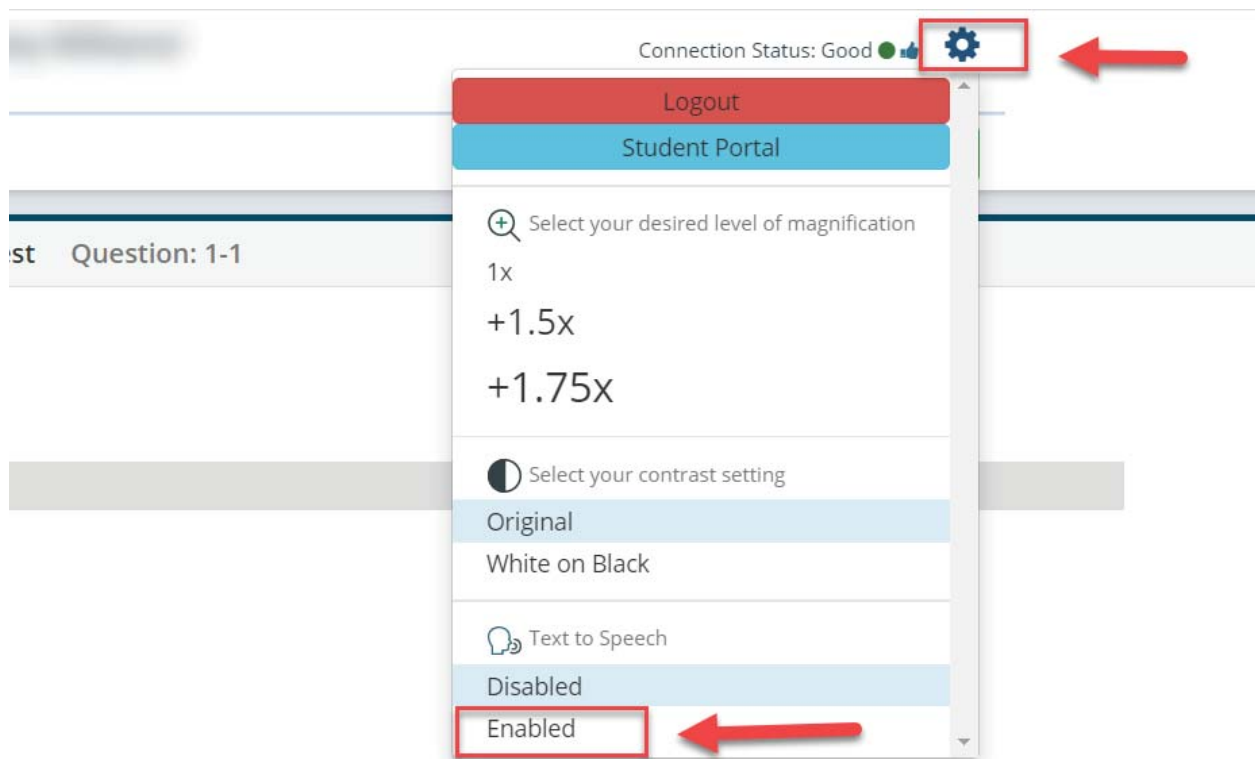 Connection Status: Good
Logout
Student Portal
Select your desired level of magnification
st Question: 1-1
1x
+1.5x
+1.75x
Select your contrast setting
Original
White on Black
Text to Speech
Disabled
Enabled